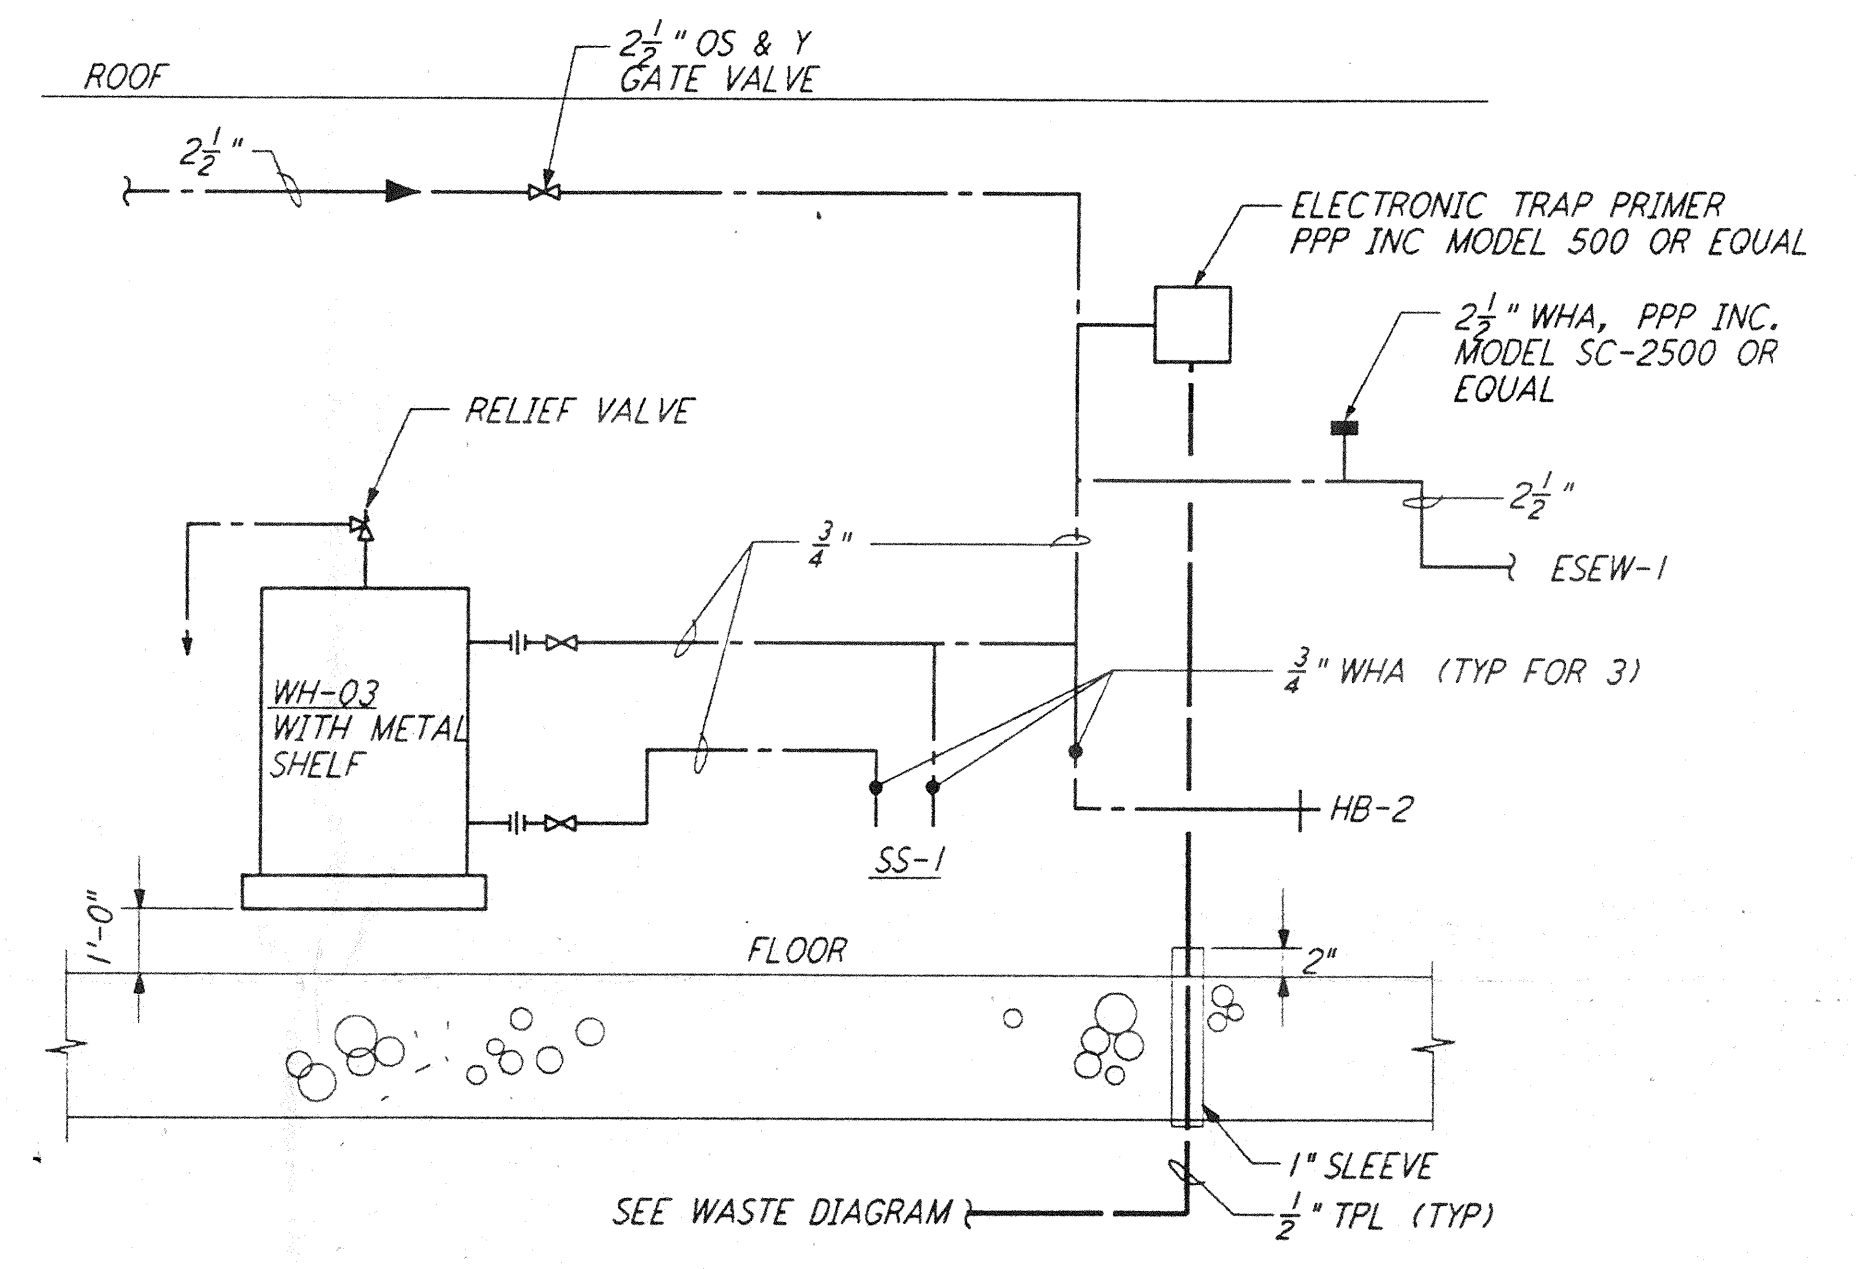 2 1/2" OS & Y
GATE VALVE
ROOF
2 1/2"
ELECTRONIC TRAP PRIMER
PPP INC MODEL 500 OR EQUAL
2 1/2" WHA, PPP INC.
MODEL SC-2500 OR
EQUAL
RELIEF VALVE
2 1/2"
3/4"
ESEW-1
3/4" WHA (TYP FOR 3)
WH-03
WITH METAL
SHELF
HB-2
SS-1
1'-0"
FLOOR
2"
1" SLEEVE
SEE WASTE DIAGRAM
1/2" TPL (TYP)